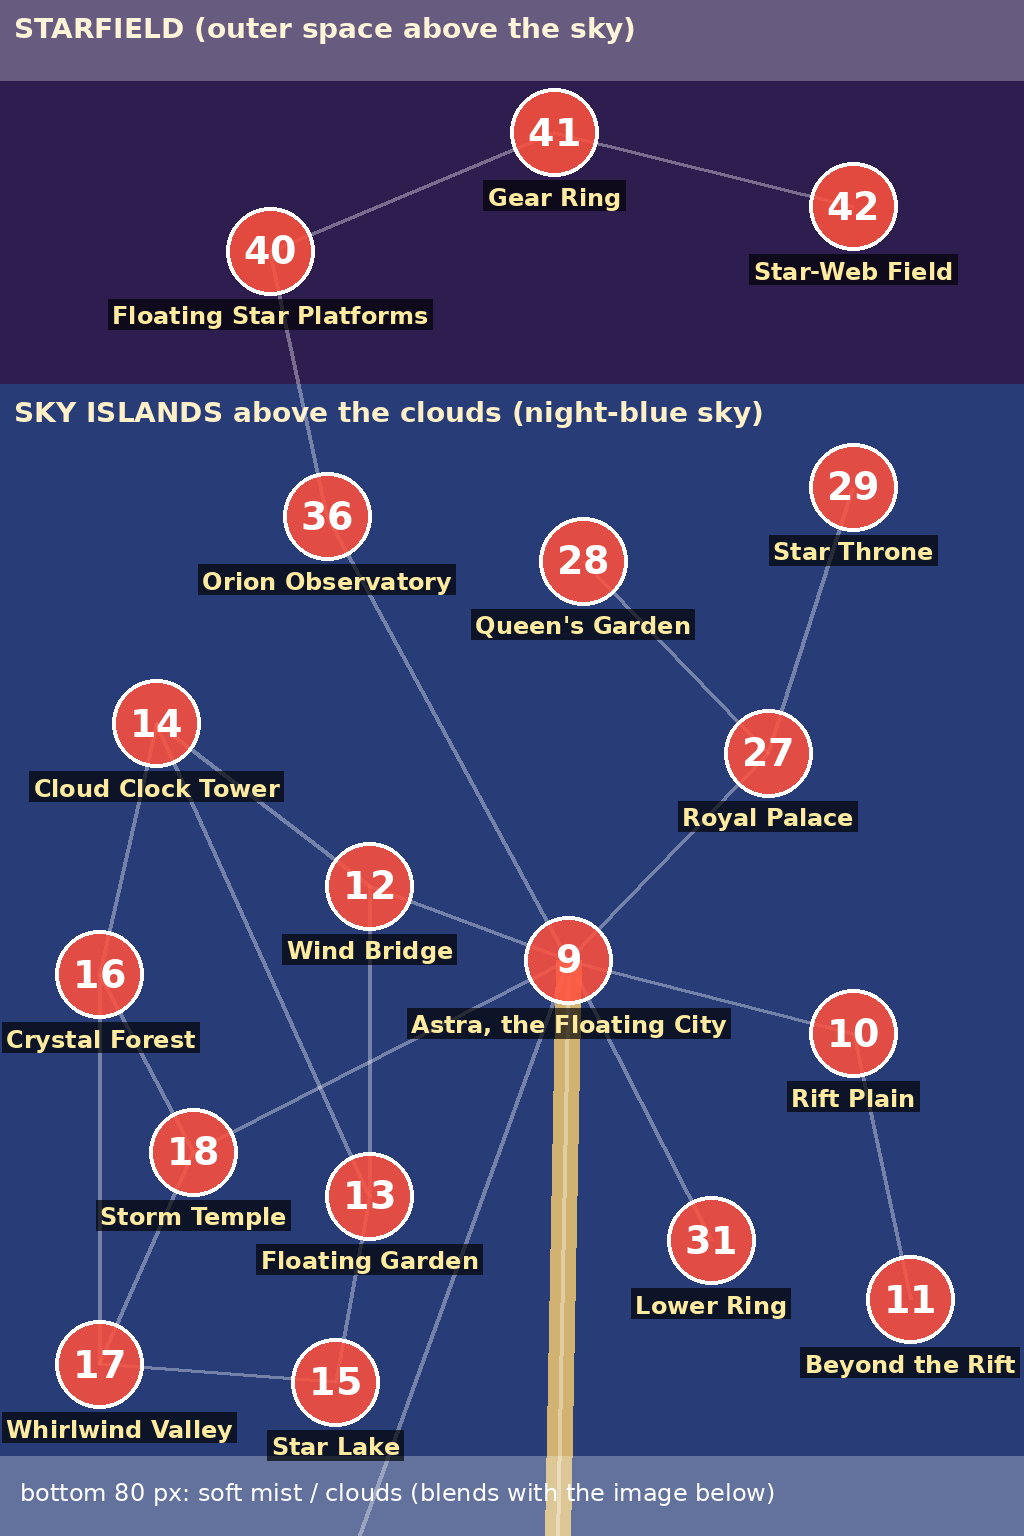 STARFIELD (outer space above the sky)
41
Gear Ring
42
Star-Web Field
40
Floating Star Platforms
SKY ISLANDS above the clouds (night-blue sky)
29
Star Throne
36
Orion Observatory
28
Queen's Garden
14
Cloud Clock Tower
27
Royal Palace
12
Wind Bridge
9
Astra, the Floating City
16
Crystal Forest
10
Rift Plain
18
Storm Temple
13
Floating Garden
31
Lower Ring
11
Beyond the Rift
17
Whirlwind Valley
15
Star Lake
bottom 80 px: soft mist / clouds (blends with the image below)